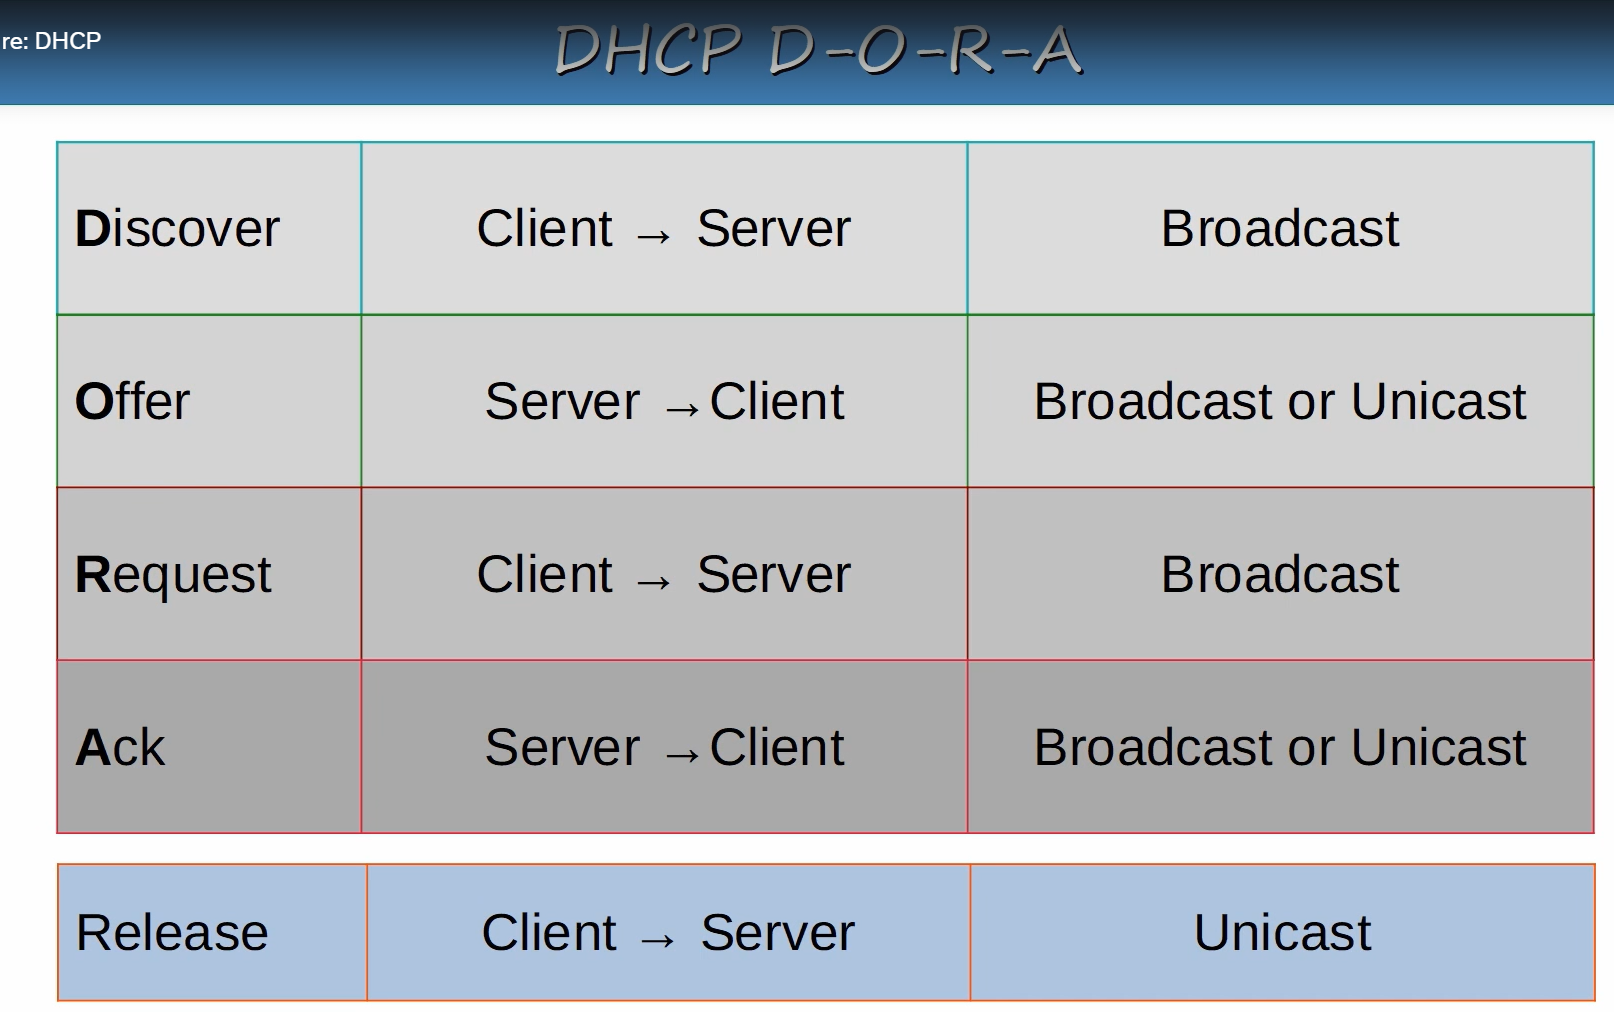 re: DHCP
DHCP D-O-R-A
Discover Client → Server Broadcast
Offer Server →Client Broadcast or Unicast
Request Client → Server Broadcast
Ack Server →Client Broadcast or Unicast
Release Client → Server Unicast